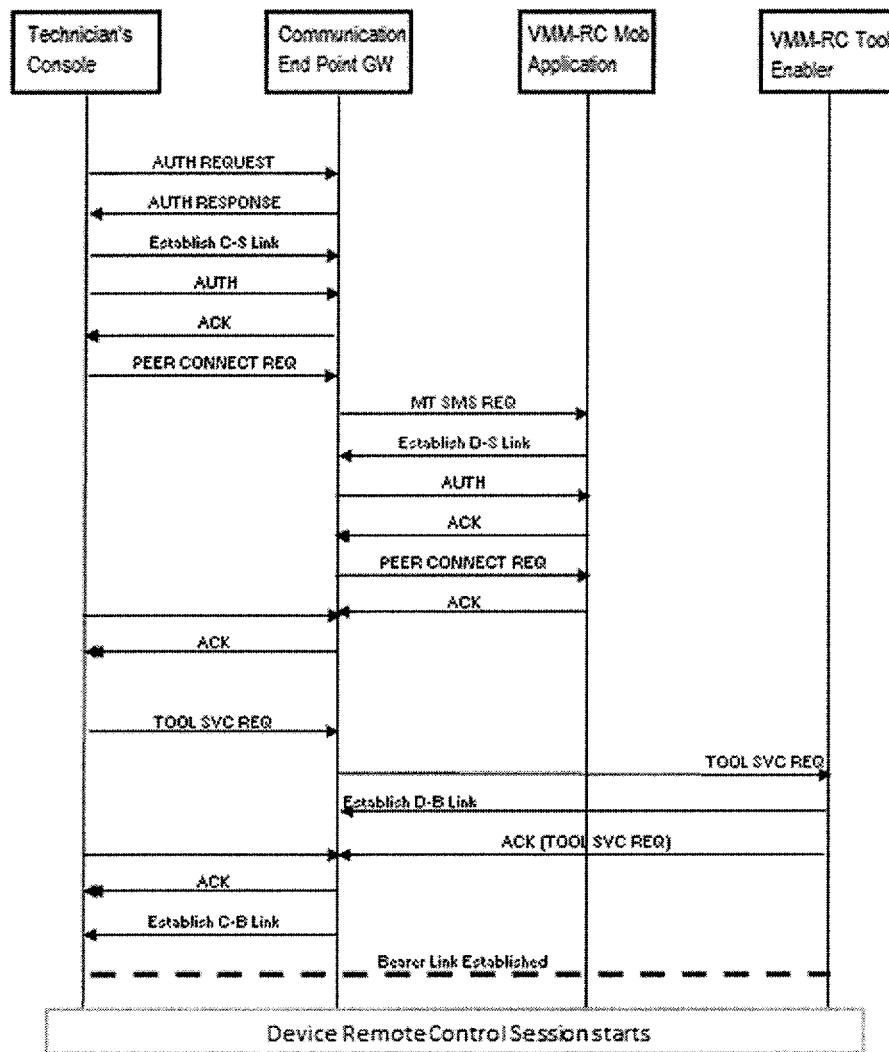 Technician's
Console
Communication
End Point GW
VMM-RC Mob
Application
VMM-RC Tool
Enabler
AUTH REQUEST
AUTH RESPONSE
Establish C-S Link
AUTH
ACK
PEER CONNECT REQ
MT SMS REQ
Establish D-S Link
AUTH
ACK
PEER CONNECT REQ
ACK
ACK
TOOL SVC REQ
TOOL SVC REQ
Establish D-B Link
ACK (TOOL SVC REQ)
ACK
Establish C-B Link
Bearer Link Established
Device Remote Control Session starts